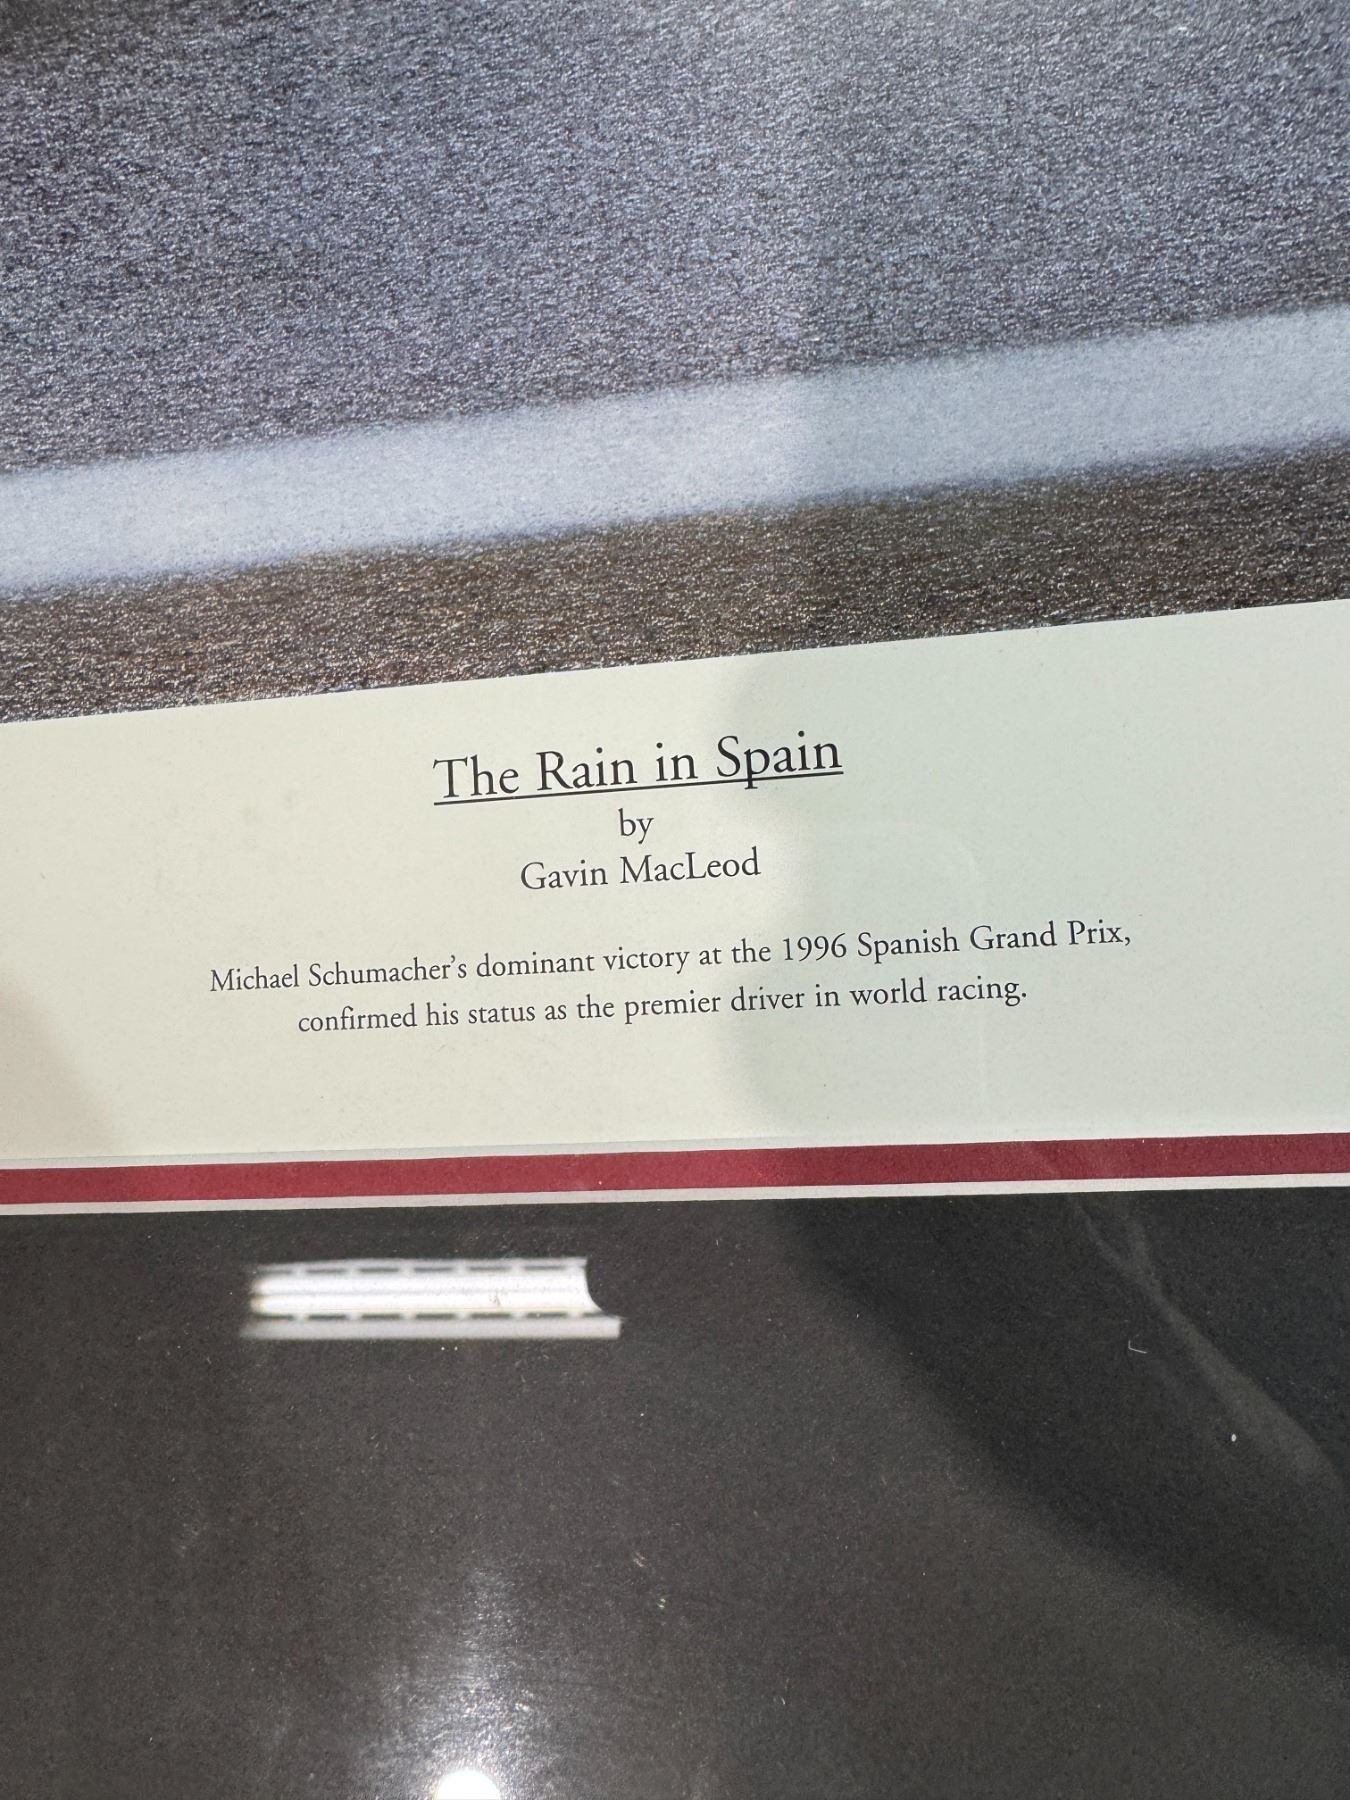 The Rain in Spain
by
Gavin MacLeod
Michael Schumacher's dominant victory at the 1996 Spanish Grand Prix,
confirmed his status as the premier driver in world racing.